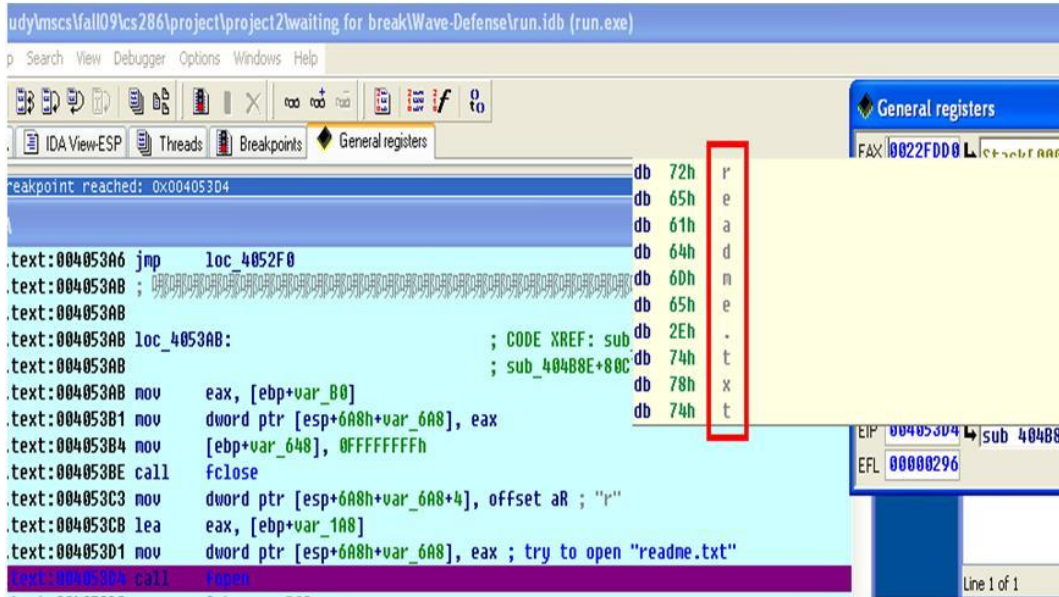 udy\mscs\fall09\cs286\project\project2\waiting for break\Wave-Defense\run.idb (run.exe)
p Search View Debugger Options Windows Help
IDA View-ESP Threads Breakpoints General registers
General registers
EAX 0022FDD0
reakpoint reached: 0x004053D4
db 72h r
db 65h e
db 61h a
db 64h d
db 6Dh m
db 65h e
db 2Eh .
db 74h t
db 78h x
db 74h t
.text:004053A6 jmp loc_4052F0
.text:004053AB ;
.text:004053AB
.text:004053AB loc_4053AB: ; CODE XREF: sub
.text:004053AB ; sub_404B8E+80C
.text:004053AB mov eax, [ebp+var_B0]
.text:004053B1 mov dword ptr [esp+6A8h+var_6A8], eax
.text:004053B4 mov [ebp+var_648], 0FFFFFFFFh
.text:004053BE call fclose
.text:004053C3 mov dword ptr [esp+6A8h+var_6A8+4], offset aR ; "r"
.text:004053CB lea eax, [ebp+var_1A8]
.text:004053D1 mov dword ptr [esp+6A8h+var_6A8], eax ; try to open "readme.txt"
.text:004053D4 call fopen
EIP 004053D4 sub_404B8
EFL 00000296
Line 1 of 1